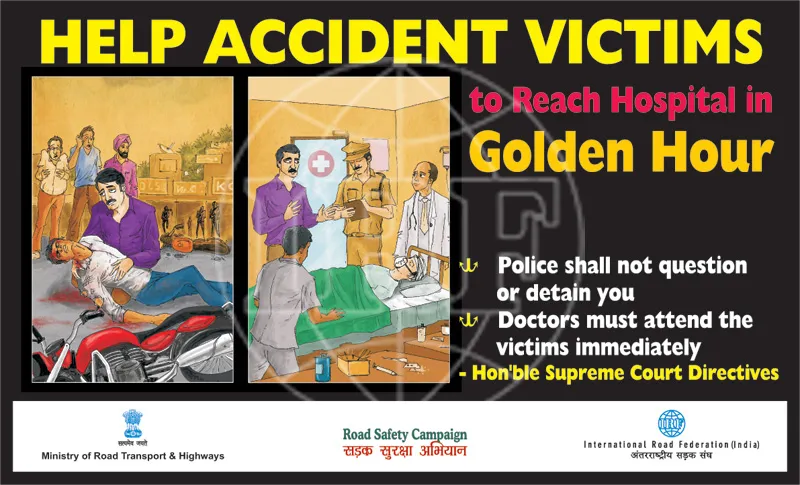 HELP ACCIDENT VICTIMS
to Reach Hospital in
Golden Hour
Police shall not question
or detain you
Doctors must attend the
victims immediately
- Hon'ble Supreme Court Directives
सत्यमेव जयते
Ministry of Road Transport & Highways
Road Safety Campaign
सड़क सुरक्षा अभियान
IRF
International Road Federation (India)
अंतरराष्ट्रीय सड़क संघ